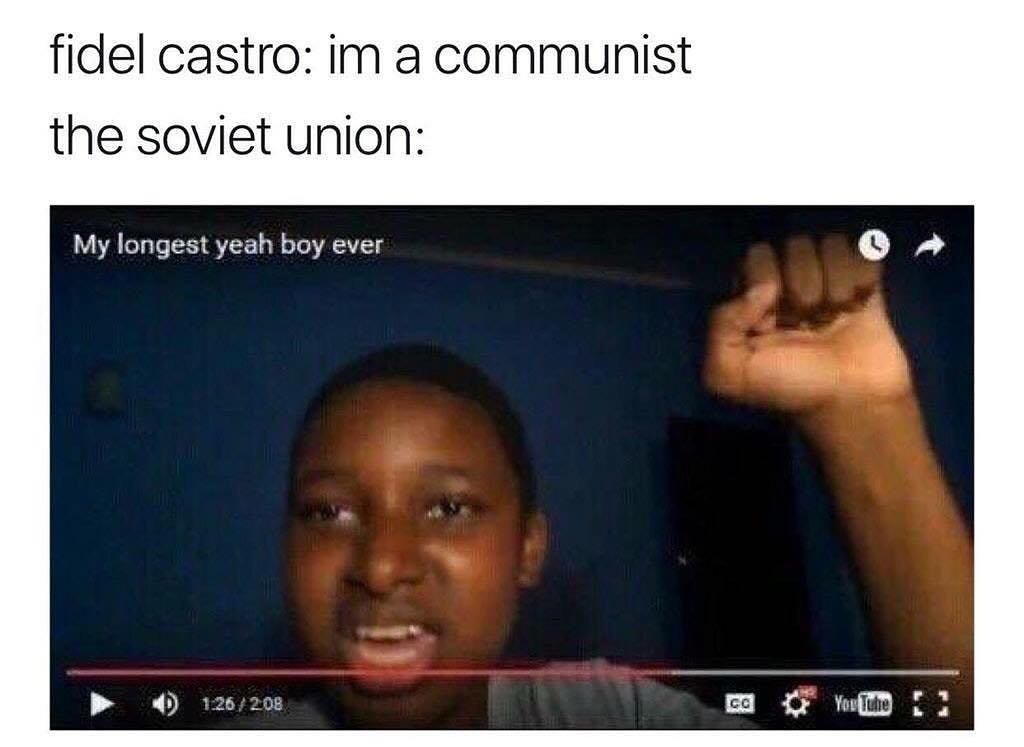 fidel castro: im a communist
the soviet union:
My longest yeah boy ever
1:26 / 2:08
CC
HD
YouTube